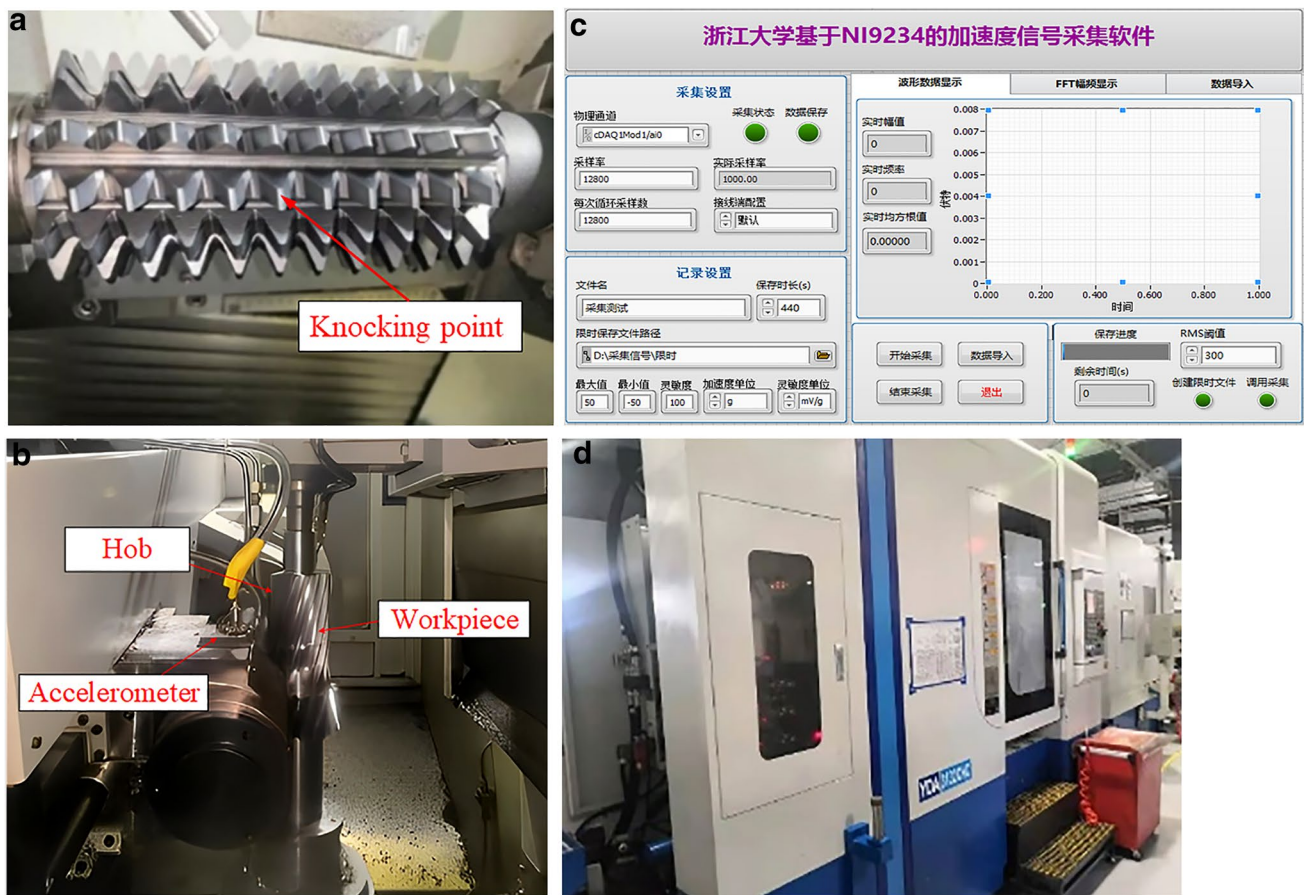 a
Knocking point
b
Hob
Workpiece
Accelerometer
c
浙江大学基于NI9234的加速度信号采集软件
采集设置
物理通道
采集状态
数据保存
cDAQ1Mod1/ai0
采样率
实际采样率
12800
1000.00
每次循环采样数
接线端配置
12800
默认
记录设置
文件名
保存时长(s)
采集测试
440
限时保存文件路径
D:\采集信号\限时
最大值 最小值 灵敏度 加速度单位 灵敏度单位
50 -50 100 g mV/g
波形数据显示 FFT幅频显示 数据导入
实时幅值
0
实时频率
0
实时均方根值
0.00000
伏特
0.008
0.007
0.006
0.005
0.004
0.003
0.002
0.001
0
0.000 0.200 0.400 0.600 0.800 1.000
时间
开始采集 数据导入
结束采集 退出
保存进度
RMS阈值
300
剩余时间(s)
0
创建限时文件 调用采集
d
YDA